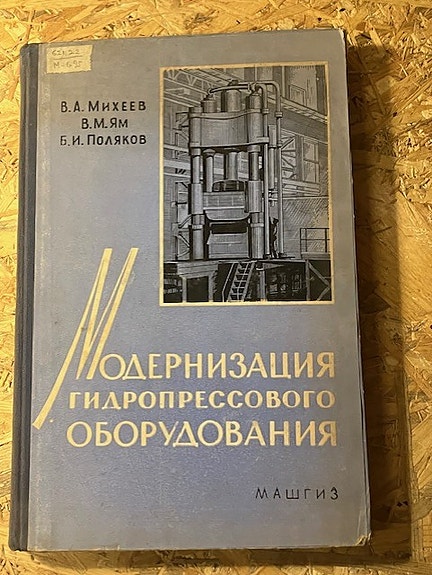 В.А. Михеев
В.М. Ям
Б.И. Поляков
Модернизация
гидропрессового
оборудования
Машгиз